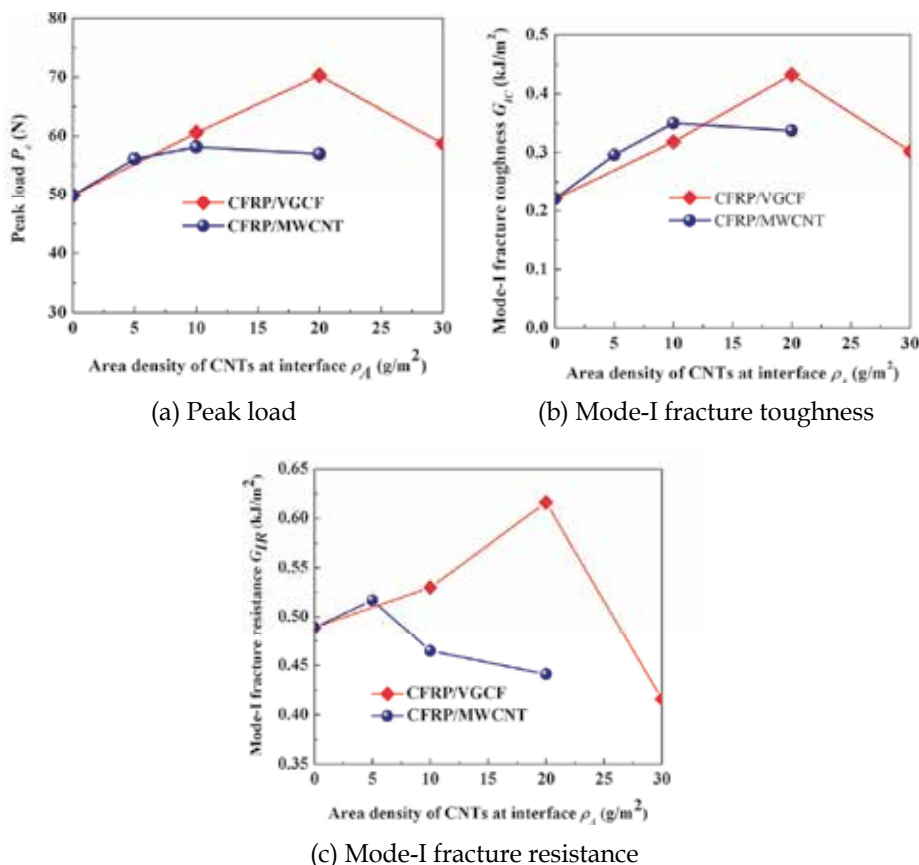 80
70
60
50
40
30
Peak load P_c (N)
CFRP/VGCF
CFRP/MWCNT
0 5 10 15 20 25 30
Area density of CNTs at interface ρ_A (g/m²)
(a) Peak load
0.5
0.4
0.3
0.2
0.1
0.0
Mode-I fracture toughness G_IC (kJ/m²)
CFRP/VGCF
CFRP/MWCNT
0 5 10 15 20 25 30
Area density of CNTs at interface ρ (g/m²)
(b) Mode-I fracture toughness
0.65
0.60
0.55
0.50
0.45
0.40
0.35
Mode-I fracture resistance G_IR (kJ/m²)
CFRP/VGCF
CFRP/MWCNT
0 5 10 15 20 25 30
Area density of CNTs at interface ρ_A (g/m²)
(c) Mode-I fracture resistance